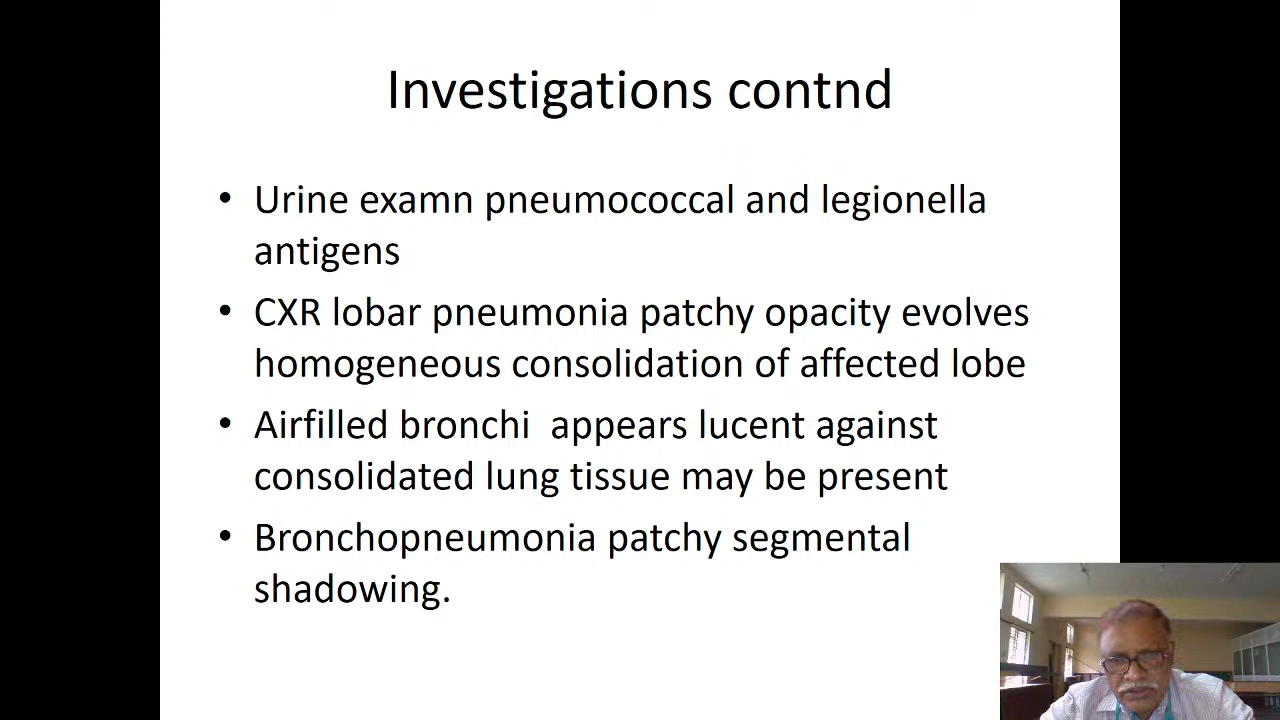 Investigations contnd
• Urine examn pneumococcal and legionella
antigens
• CXR lobar pneumonia patchy opacity evolves
homogeneous consolidation of affected lobe
• Airfilled bronchi  appears lucent against
consolidated lung tissue may be present
• Bronchopneumonia patchy segmental
shadowing.